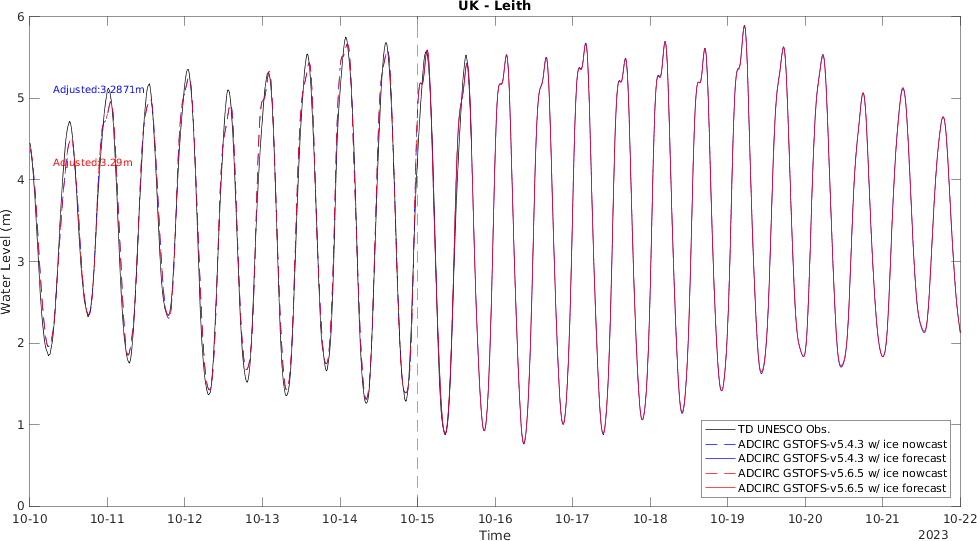 UK - Leith
6
5
4
3
2
1
0
Water Level (m)
Adjusted:3.2871m
Adjusted:3.29m
TD UNESCO Obs.
ADCIRC GSTOFS-v5.4.3 w/ ice nowcast
ADCIRC GSTOFS-v5.4.3 w/ ice forecast
ADCIRC GSTOFS-v5.6.5 w/ ice nowcast
ADCIRC GSTOFS-v5.6.5 w/ ice forecast
10-10 10-11 10-12 10-13 10-14 10-15 10-16 10-17 10-18 10-19 10-20 10-21 10-22
Time
2023